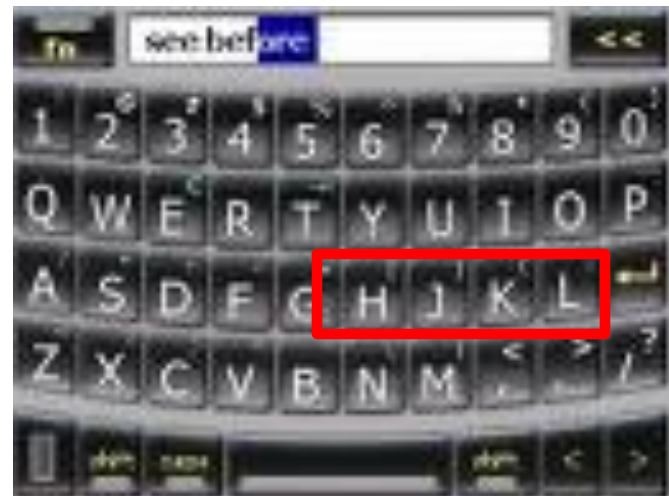 fn see before <<
1 2 @ 3 # 4 $ 5 % 6 ^ 7 & 8 * 9 ( 0 )
Q W E R T Y U I O P
A S D F G H J K L
Z X C V B N M , < . > / ?
< >